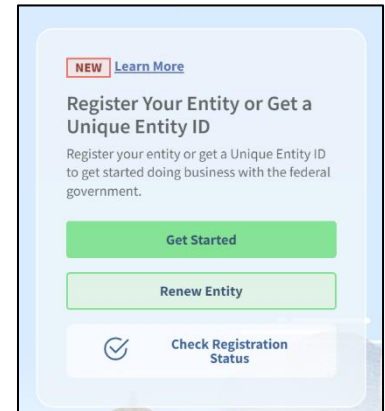 NEW Learn More
Register Your Entity or Get a
Unique Entity ID
Register your entity or get a Unique Entity ID
to get started doing business with the federal
government.
Get Started
Renew Entity
Check Registration
Status